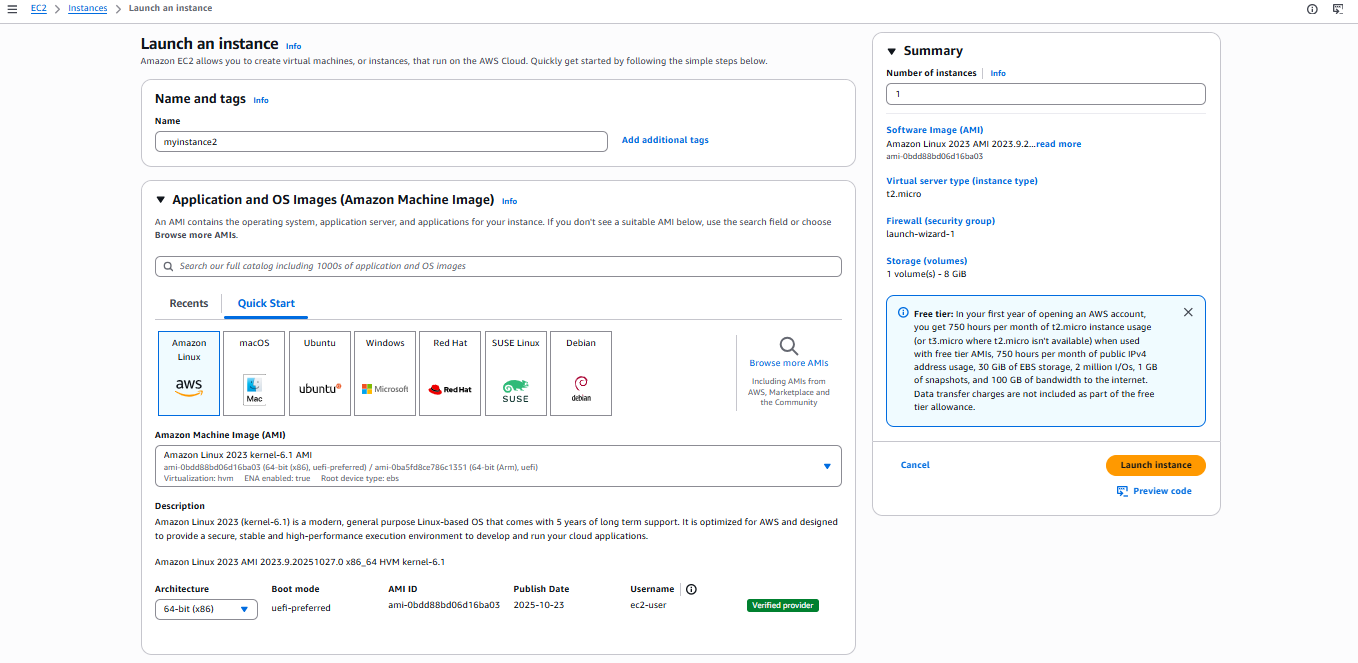 EC2 > Instances > Launch an instance
Launch an instance Info
Amazon EC2 allows you to create virtual machines, or instances, that run on the AWS Cloud. Quickly get started by following the simple steps below.
Name and tags Info
Name
myinstance2
Add additional tags
Application and OS Images (Amazon Machine Image) Info
An AMI contains the operating system, application server, and applications for your instance. If you don't see a suitable AMI below, use the search field or choose
Browse more AMIs.
Search our full catalog including 1000s of application and OS images
Recents
Quick Start
Amazon
Linux
aws
macOS
Mac
Ubuntu
ubuntu
Windows
Microsoft
Red Hat
Red Hat
SUSE Linux
SUSE
Debian
debian
Browse more AMIs
Including AMIs from
AWS, Marketplace and
the Community
Amazon Machine Image (AMI)
Amazon Linux 2023 kernel-6.1 AMI
ami-0bdd88bd06d16ba03 (64-bit (x86), uefi-preferred) / ami-0ba5fd8ce786c1351 (64-bit (Arm), uefi)
Virtualization: hvm ENA enabled: true Root device type: ebs
Description
Amazon Linux 2023 (kernel-6.1) is a modern, general purpose Linux-based OS that comes with 5 years of long term support. It is optimized for AWS and designed
to provide a secure, stable and high-performance execution environment to develop and run your cloud applications.
Amazon Linux 2023 AMI 2023.9.20251027.0 x86_64 HVM kernel-6.1
Architecture
64-bit (x86)
Boot mode
uefi-preferred
AMI ID
ami-0bdd88bd06d16ba03
Publish Date
2025-10-23
Username
ec2-user
Verified provider
Summary
Number of instances Info
1
Software Image (AMI)
Amazon Linux 2023 AMI 2023.9.2...read more
ami-0bdd88bd06d16ba03
Virtual server type (instance type)
t2.micro
Firewall (security group)
launch-wizard-1
Storage (volumes)
1 volume(s) - 8 GiB
Free tier: In your first year of opening an AWS account,
you get 750 hours per month of t2.micro instance usage
(or t3.micro where t2.micro isn't available) when used
with free tier AMIs, 750 hours per month of public IPv4
address usage, 30 GiB of EBS storage, 2 million I/Os, 1 GB
of snapshots, and 100 GB of bandwidth to the internet.
Data transfer charges are not included as part of the free
tier allowance.
Cancel
Launch instance
Preview code